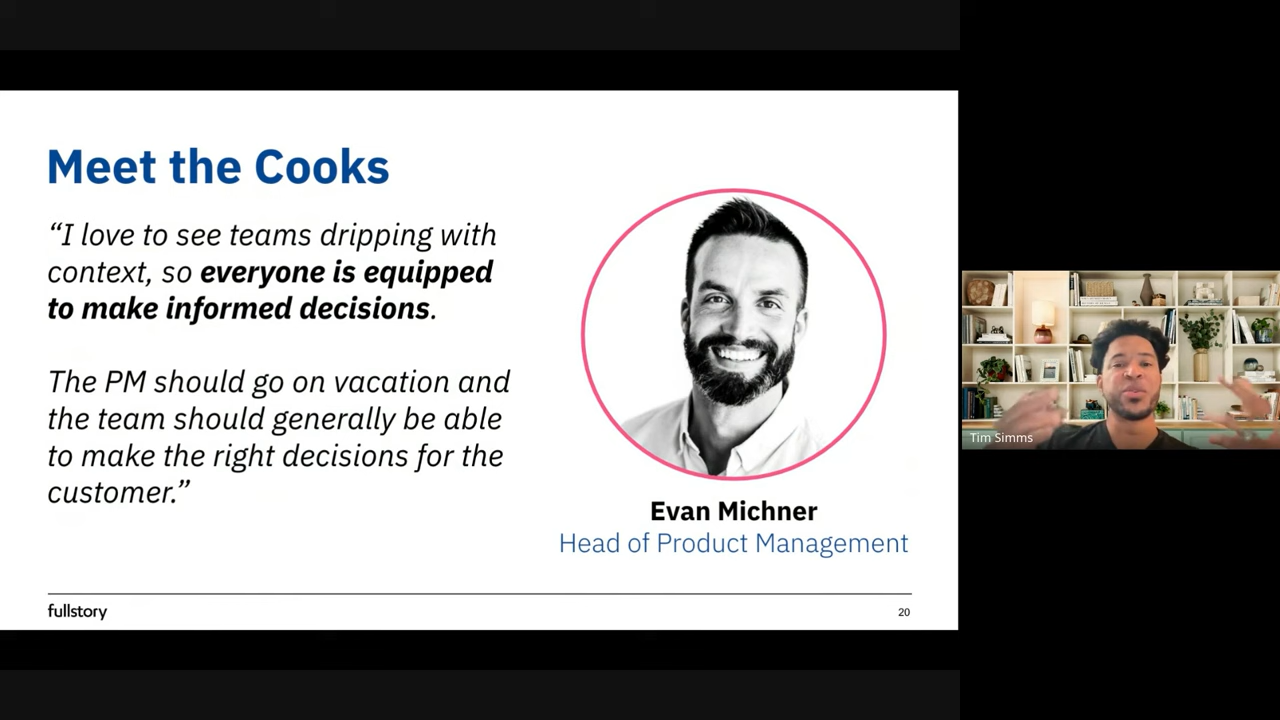 Meet the Cooks
“I love to see teams dripping with
context, so everyone is equipped
to make informed decisions.
The PM should go on vacation and
the team should generally be able
to make the right decisions for the
customer.”
Evan Michner
Head of Product Management
fullstory
20
Tim Simms